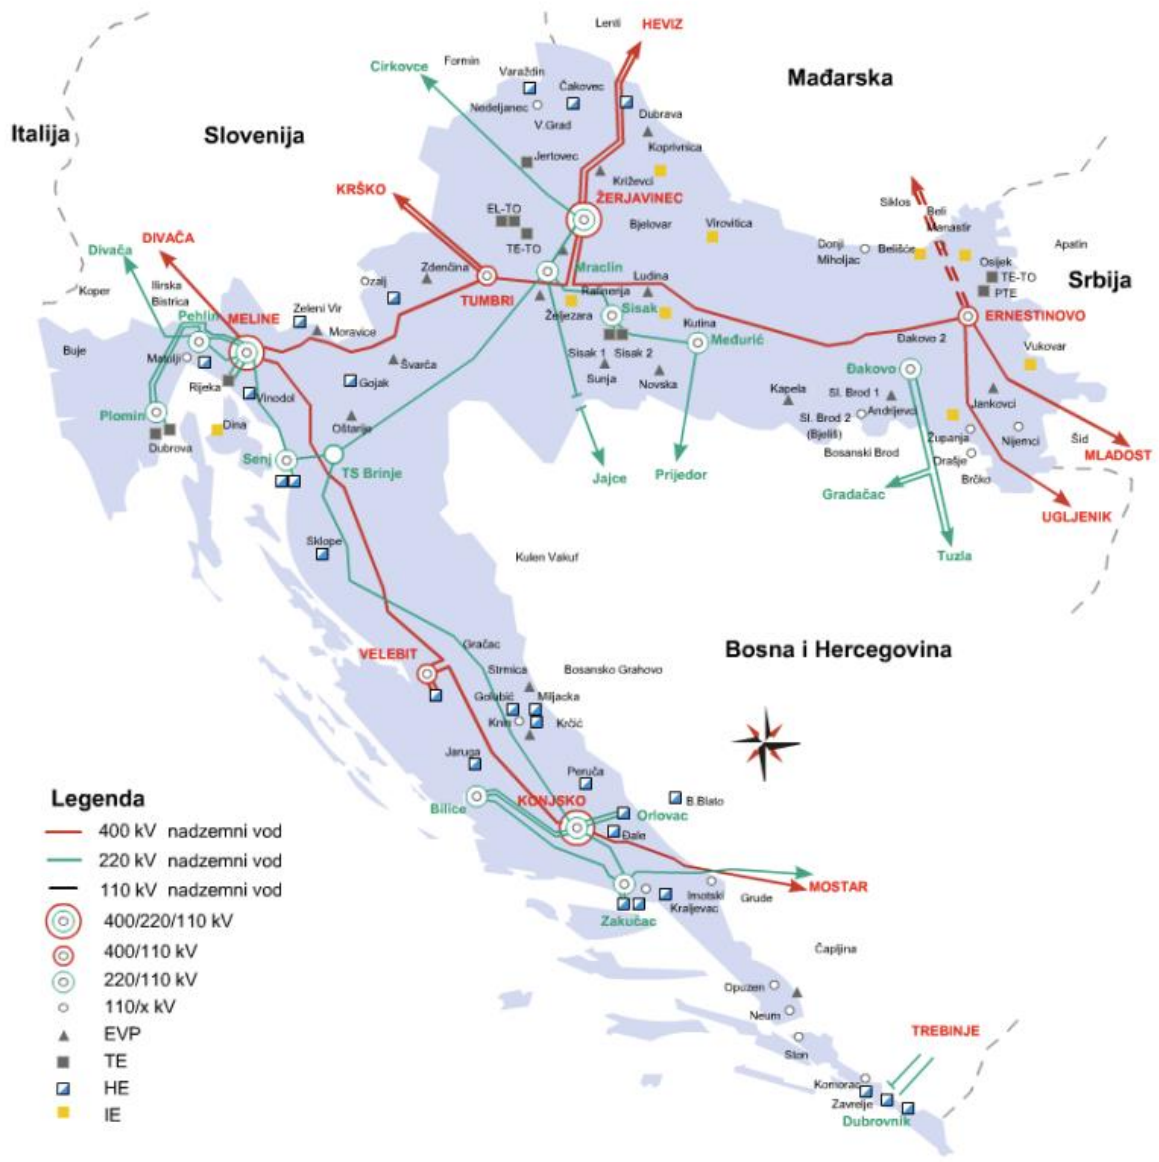 Lenti
HEVIZ
Cirkovce
Formin
Varaždin
Čakovec
Mađarska
Nedeljanec
V.Grad
Dubrava
Koprivnica
Italija
Slovenija
Jertovec
Križevci
KRŠKO
ŽERJAVINEC
EL-TO
TE-TO
Bjelovar
Virovitica
Siklos
Beli
Manastir
Donji
Miholjac
Belišće
Apatin
Osijek
TE-TO
PTE
Srbija
DIVAČA
Divača
Koper
Ilirska
Bistrica
Ozalj
Zdenčina
TUMBRI
Mraclin
Ludina
Rafinerija
Željezara
Sisak
Kutina
Međurić
Sisak 1
Sisak 2
Sunja
Novska
Pehlin
MELINE
Zeleni Vir
Moravice
Buje
Matulji
Rijeka
Švarča
Gojak
Vinodol
Plomin
Dubrova
Dina
Oštarije
Senj
TS Brinje
ERNESTINOVO
Đakovo 2
Vukovar
Đakovo
Kapela
Sl. Brod 1
Andrijevci
Sl. Brod 2
(Bjeliš)
Bosanski Brod
Jankovci
Županja
Nijemci
Šid
Drašje
Brčko
MLADOST
UGLJENIK
Jajce
Prijedor
Gradačac
Tuzla
Sklope
Kulen Vakuf
Bosna i Hercegovina
VELEBIT
Gračac
Strmica
Bosansko Grahovo
Golubić
Miljacka
Knin
Krčić
Jaruga
Peruča
Bilice
KONJSKO
Orlovac
B.Blato
Đale
MOSTAR
Imotski
Grude
Kraljevac
Zakučac
Čapljina
Opuzen
Neum
Ston
TREBINJE
Komorac
Zavrelje
Dubrovnik
Legenda
400 kV nadzemni vod
220 kV nadzemni vod
110 kV nadzemni vod
400/220/110 kV
400/110 kV
220/110 kV
110/x kV
EVP
TE
HE
IE